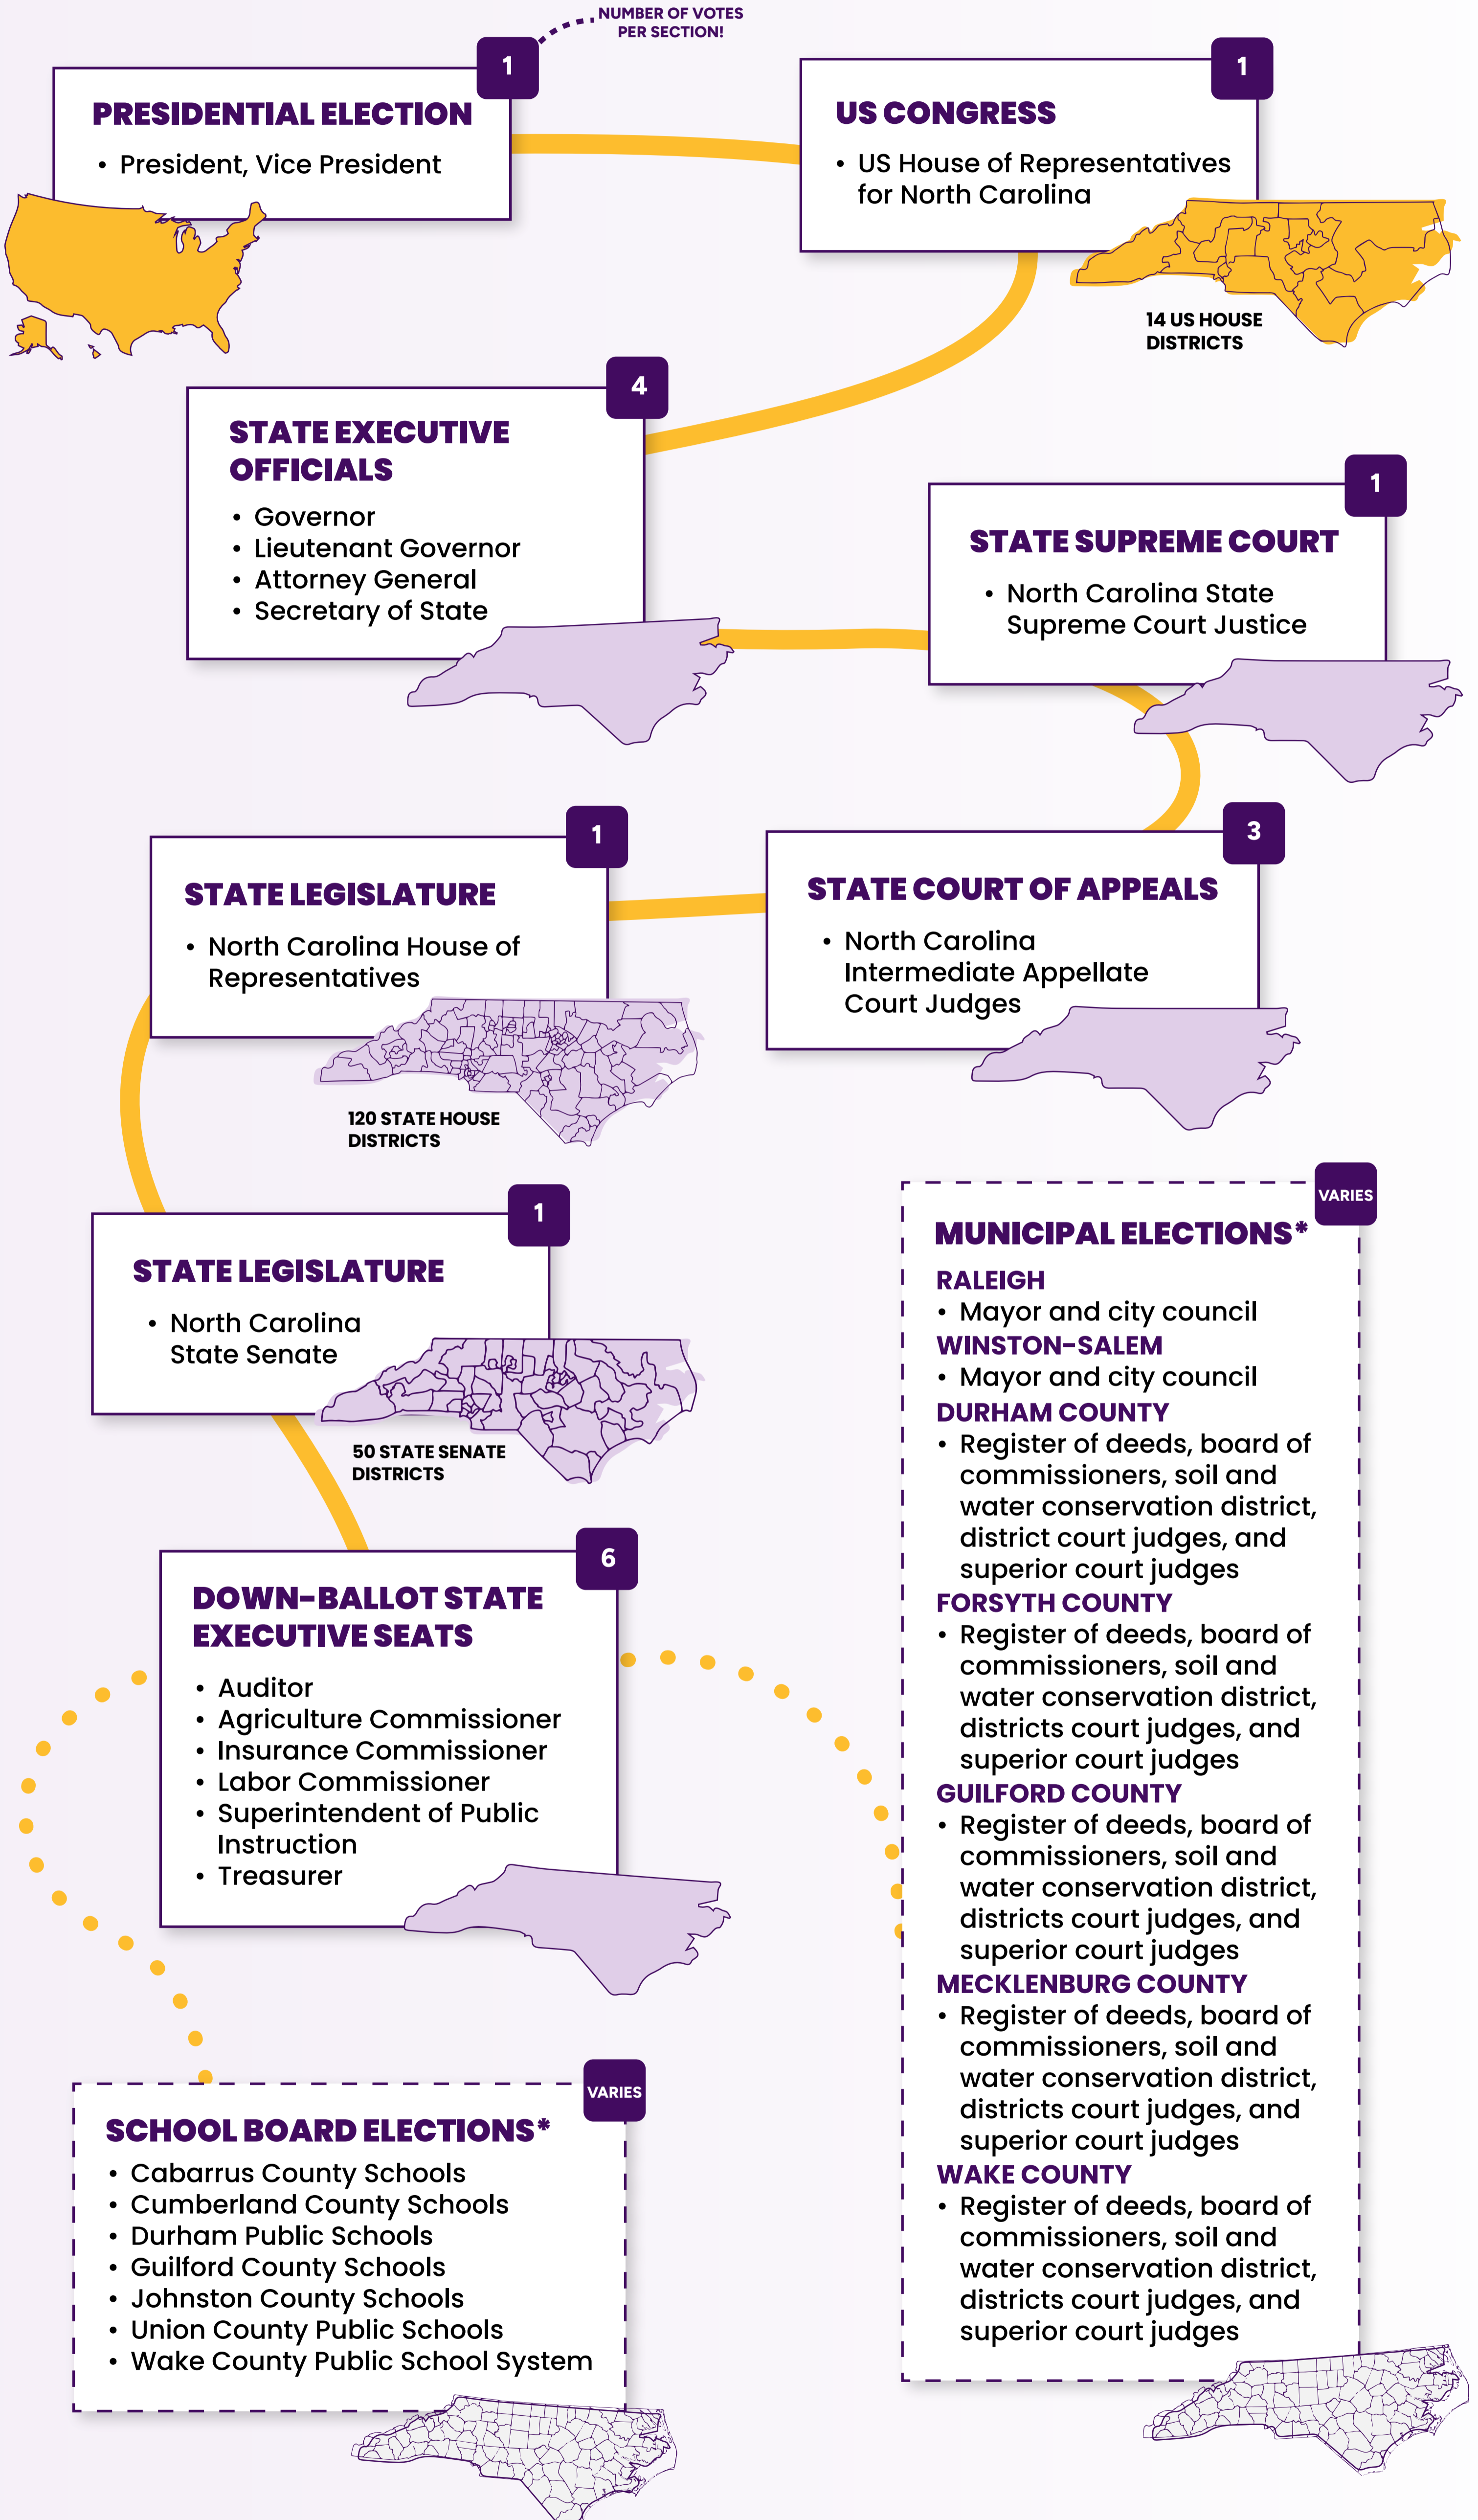 NUMBER OF VOTES
PER SECTION!
1
PRESIDENTIAL ELECTION
• President, Vice President
1
US CONGRESS
• US House of Representatives
for North Carolina
14 US HOUSE
DISTRICTS
4
STATE EXECUTIVE
OFFICIALS
• Governor
• Lieutenant Governor
• Attorney General
• Secretary of State
1
STATE SUPREME COURT
• North Carolina State
Supreme Court Justice
3
STATE COURT OF APPEALS
• North Carolina
Intermediate Appellate
Court Judges
1
STATE LEGISLATURE
• North Carolina House of
Representatives
120 STATE HOUSE
DISTRICTS
1
STATE LEGISLATURE
• North Carolina
State Senate
50 STATE SENATE
DISTRICTS
6
DOWN-BALLOT STATE
EXECUTIVE SEATS
• Auditor
• Agriculture Commissioner
• Insurance Commissioner
• Labor Commissioner
• Superintendent of Public
Instruction
• Treasurer
VARIES
MUNICIPAL ELECTIONS*
RALEIGH
• Mayor and city council
WINSTON-SALEM
• Mayor and city council
DURHAM COUNTY
• Register of deeds, board of
commissioners, soil and
water conservation district,
district court judges, and
superior court judges
FORSYTH COUNTY
• Register of deeds, board of
commissioners, soil and
water conservation district,
districts court judges, and
superior court judges
GUILFORD COUNTY
• Register of deeds, board of
commissioners, soil and
water conservation district,
districts court judges, and
superior court judges
MECKLENBURG COUNTY
• Register of deeds, board of
commissioners, soil and
water conservation district,
districts court judges, and
superior court judges
WAKE COUNTY
• Register of deeds, board of
commissioners, soil and
water conservation district,
districts court judges, and
superior court judges
VARIES
SCHOOL BOARD ELECTIONS*
• Cabarrus County Schools
• Cumberland County Schools
• Durham Public Schools
• Guilford County Schools
• Johnston County Schools
• Union County Public Schools
• Wake County Public School System